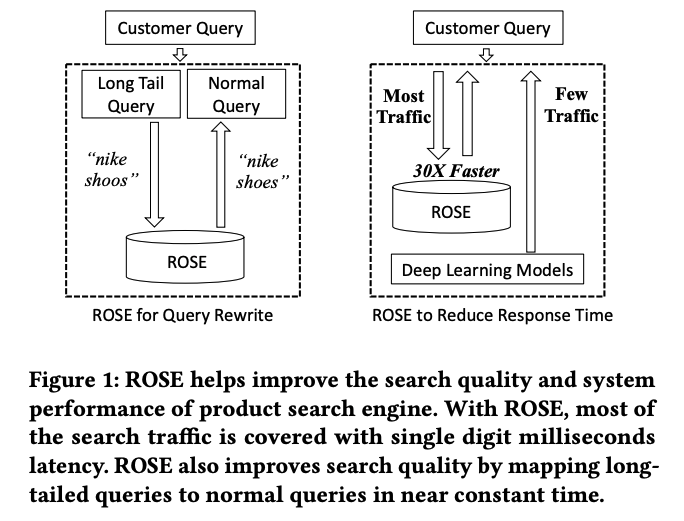 Customer Query
Long Tail
Query
Normal
Query
“nike
shoos”
“nike
shoes”
ROSE
ROSE for Query Rewrite
Customer Query
Most
Traffic
Few
Traffic
30X Faster
ROSE
Deep Learning Models
ROSE to Reduce Response Time
Figure 1: ROSE helps improve the search quality and system
performance of product search engine. With ROSE, most of
the search traffic is covered with single digit milliseconds
latency. ROSE also improves search quality by mapping long-
tailed queries to normal queries in near constant time.